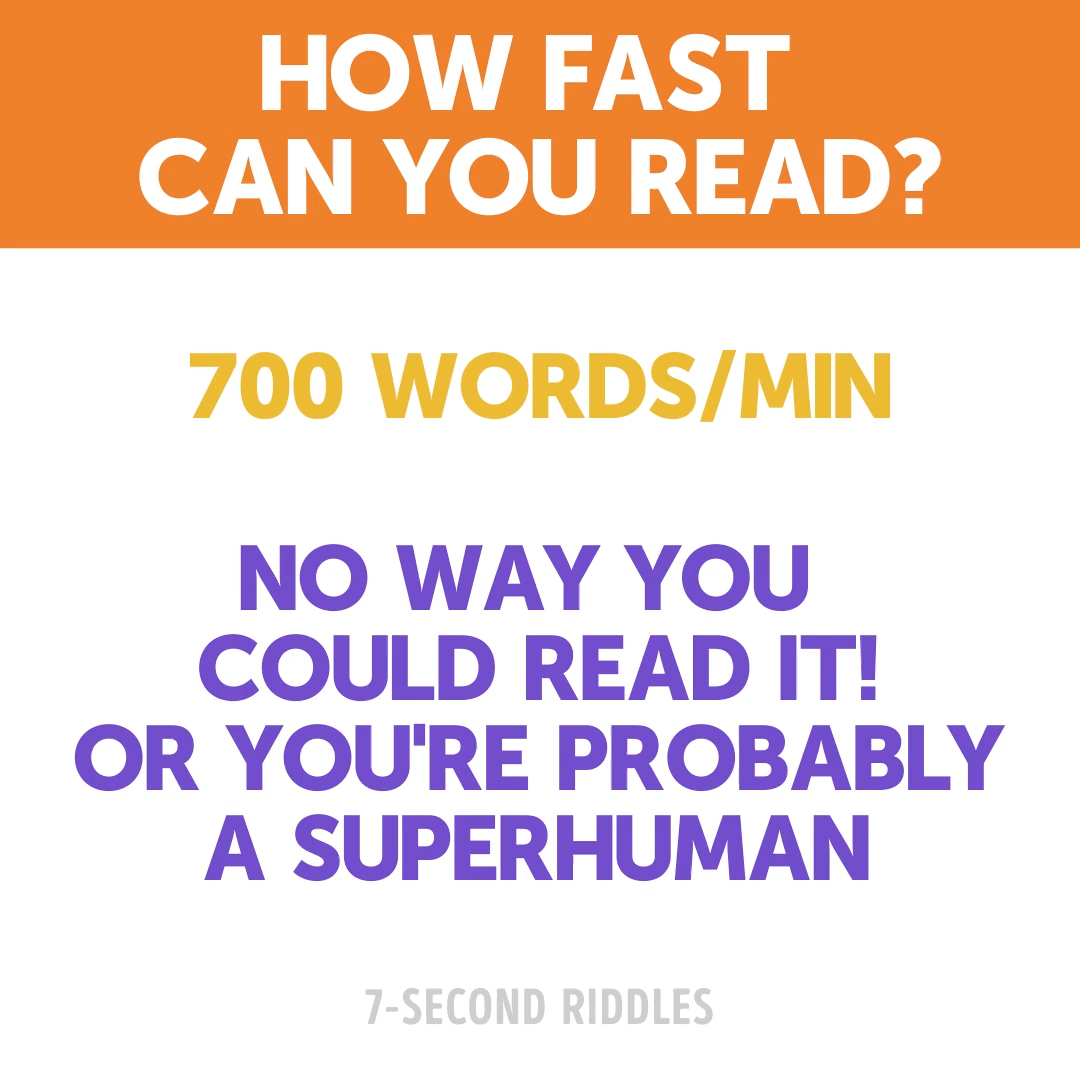 HOW FAST
CAN YOU READ?
700 WORDS/MIN
NO WAY YOU
COULD READ IT!
OR YOU'RE PROBABLY
A SUPERHUMAN
7-SECOND RIDDLES